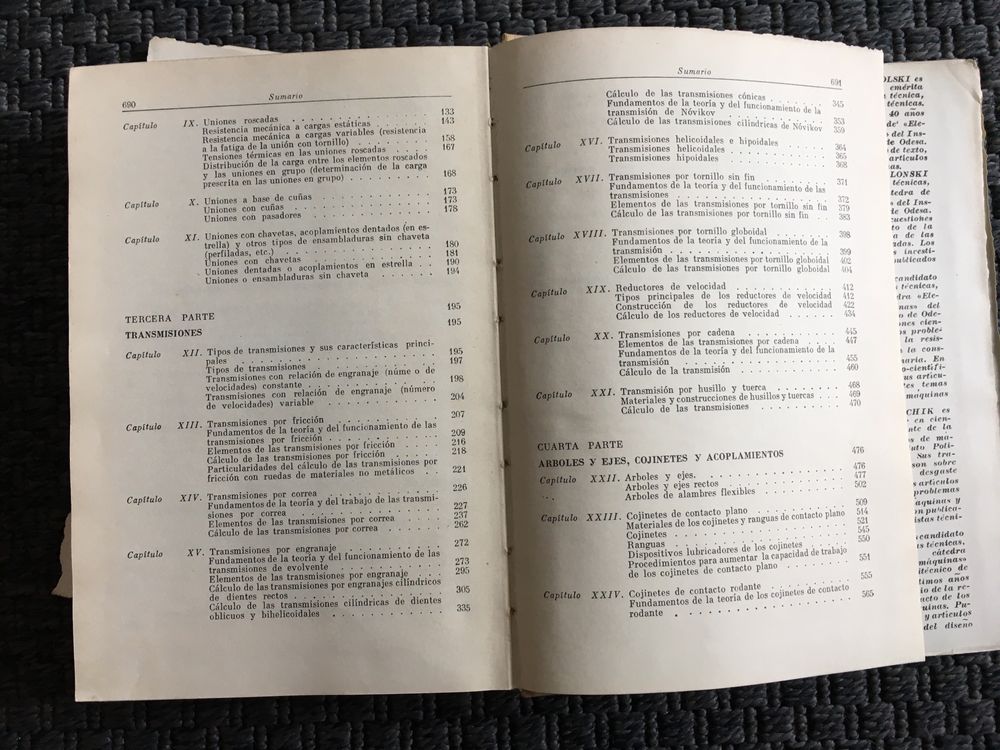 690
Sumario
Capítulo IX. Uniones roscadas 133
Resistencia mecánica a cargas estáticas 143
Resistencia mecánica a cargas variables (resistencia
a la fatiga de la unión con tornillo) 158
Tensiones térmicas en las uniones roscadas 167
Distribución de la carga entre los elementos roscados
y las uniones en grupo (determinación de la carga
prescrita en las uniones en grupo) 168
Capítulo X. Uniones a base de cuñas 173
Uniones con cuñas 173
Uniones con pasadores 178
Capítulo XI. Uniones con chavetas, acoplamientos dentados (en es-
trella) y otros tipos de ensambladuras sin chaveta
(perfiladas, etc.) 180
Uniones con chavetas 181
Uniones dentadas o acoplamientos en estrella 190
Uniones o ensambladuras sin chaveta 194
TERCERA PARTE 195
TRANSMISIONES 195
Capítulo XII. Tipos de transmisiones y sus características princi-
pales 195
Tipos de transmisiones 197
Transmisiones con relación de engranaje (núme o de
velocidades) constante 198
Transmisiones con relación de engranaje (número
de velocidades) variable 204
Capítulo XIII. Transmisiones por fricción 207
Fundamentos de la teoría y del funcionamiento de las
transmisiones por fricción 209
Elementos de las transmisiones por fricción 216
Cálculo de las transmisiones por fricción 218
Particularidades del cálculo de las transmisiones por
fricción con ruedas de materiales no metálicos 221
Capítulo XIV. Transmisiones por correa 226
Fundamentos de la teoría y del trabajo de las transmi-
siones por correa 227
Elementos de las transmisiones por correa 237
Cálculo de las transmisiones por correa 262
Capítulo XV. Transmisiones por engranaje 272
Fundamentos de la teoría y del funcionamiento de las
transmisiones de evolvente 273
Elementos de las transmisiones por engranaje 295
Cálculo de las transmisiones por engranajes cilíndricos
de dientes rectos 305
Cálculo de las transmisiones cilíndricas de dientes
oblicuos y bihelicoidales 335
Sumario
691
Cálculo de las transmisiones cónicas 345
Fundamentos de la teoría y del funcionamiento de la
transmisión de Nóvikov 353
Cálculo de las transmisiones cilíndricas de Nóvikov 359
Capítulo XVI. Transmisiones helicoidales e hipoidales 364
Transmisiones helicoidales 365
Transmisiones hipoidales 368
Capítulo XVII. Transmisiones por tornillo sin fin 371
Fundamentos de la teoría y del funcionamiento de las
transmisiones 372
Elementos de las transmisiones por tornillo sin fin 379
Cálculo de las transmisiones por tornillo sin fin 383
Capítulo XVIII. Transmisiones por tornillo globoidal 398
Fundamentos de la teoría y del funcionamiento de la
transmisión 399
Elementos de las transmisiones por tornillo globoidal 402
Cálculo de las transmisiones por tornillo globoidal 404
Capítulo XIX. Reductores de velocidad 412
Tipos principales de los reductores de velocidad 412
Construcción de los reductores de velocidad 422
Cálculo de los reductores de velocidad 434
Capítulo XX. Transmisiones por cadena 445
Elementos de las transmisiones por cadena 447
Fundamentos de la teoría y del funcionamiento de la
transmisión 455
Cálculo de la transmisión 460
Capítulo XXI. Transmisión por husillo y tuerca 468
Materiales y construcciones de husillos y tuercas 469
Cálculo de las transmisiones 470
CUARTA PARTE
ARBOLES Y EJES, COJINETES Y ACOPLAMIENTOS 476
Capítulo XXII. Arboles y ejes. 476
Arboles y ejes rectos 477
Arboles de alambres flexibles 502
Capítulo XXIII. Cojinetes de contacto plano 509
Materiales de los cojinetes y ranguas de contacto plano 514
Cojinetes 521
Ranguas 545
Dispositivos lubricadores de los cojinetes 550
Procedimientos para aumentar la capacidad de trabajo
de los cojinetes de contacto plano 551
Capítulo XXIV. Cojinetes de contacto rodante 555
Fundamentos de la teoría de los cojinetes de contacto
rodante 565
OLSKI es
emérita
técnica,
técnicas.
40 años
de «Ele-
del Ins-
de Odesa.
de texto,
artículos
LONSKI
técnicas,